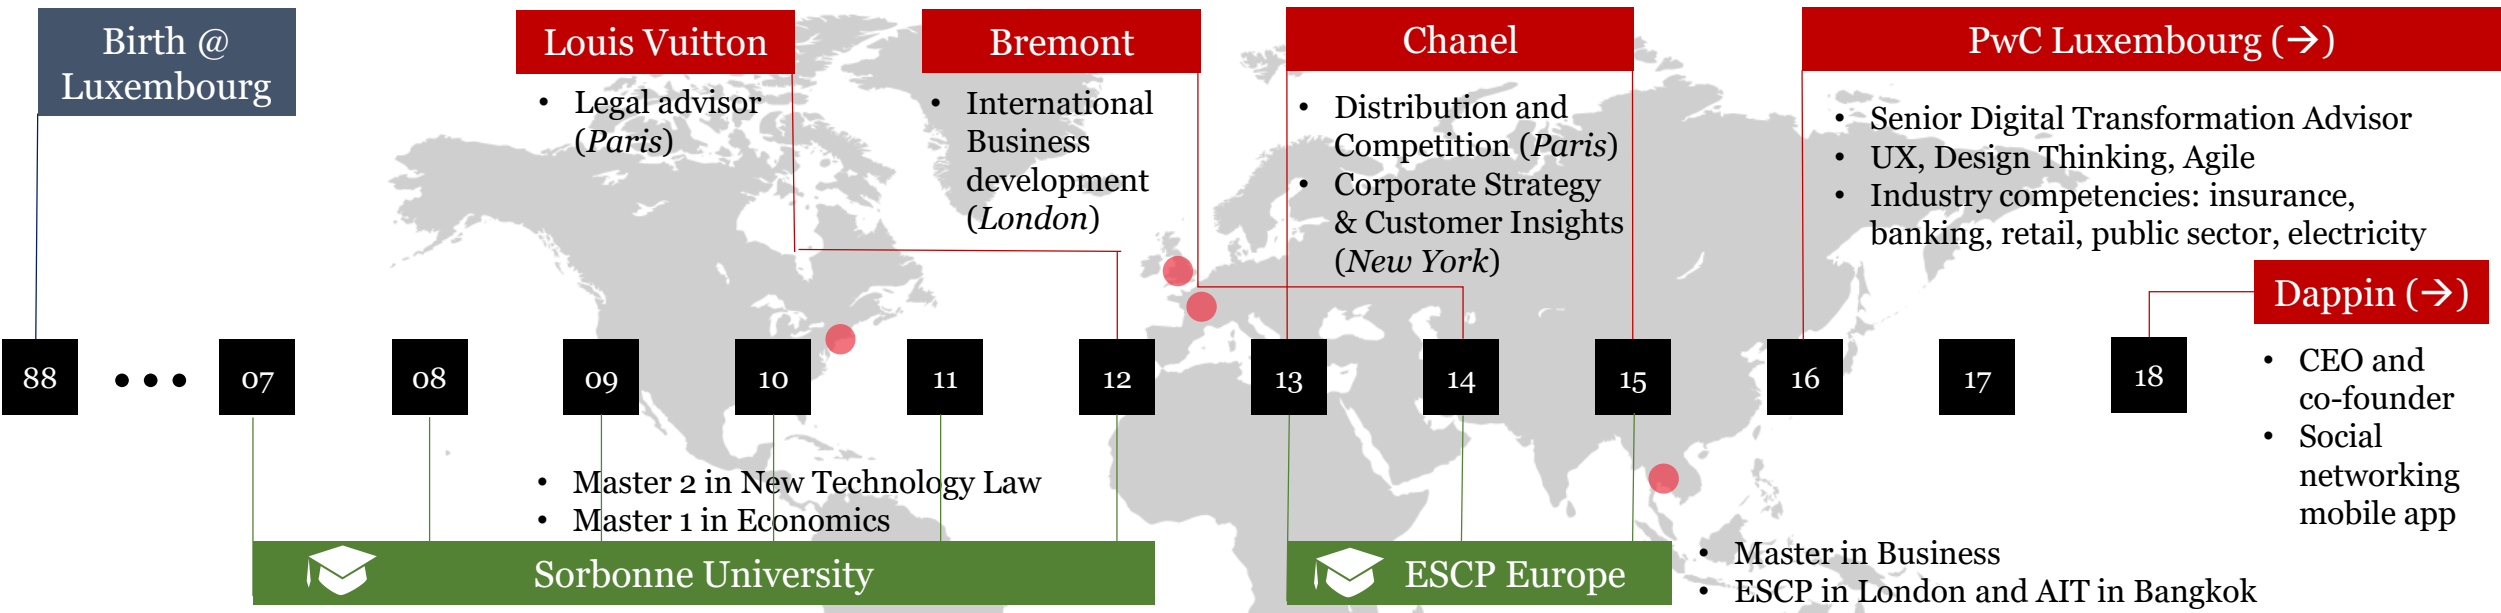 Birth @
Luxembourg
Louis Vuitton
• Legal advisor
(Paris)
Bremont
• International
Business
development
(London)
Chanel
• Distribution and
Competition (Paris)
• Corporate Strategy
& Customer Insights
(New York)
PwC Luxembourg (→)
• Senior Digital Transformation Advisor
• UX, Design Thinking, Agile
• Industry competencies: insurance,
banking, retail, public sector, electricity
Dappin (→)
• CEO and
co-founder
• Social
networking
mobile app
88 ••• 07 08 09 10 11 12 13 14 15 16 17 18
• Master 2 in New Technology Law
• Master 1 in Economics
Sorbonne University
ESCP Europe
• Master in Business
• ESCP in London and AIT in Bangkok